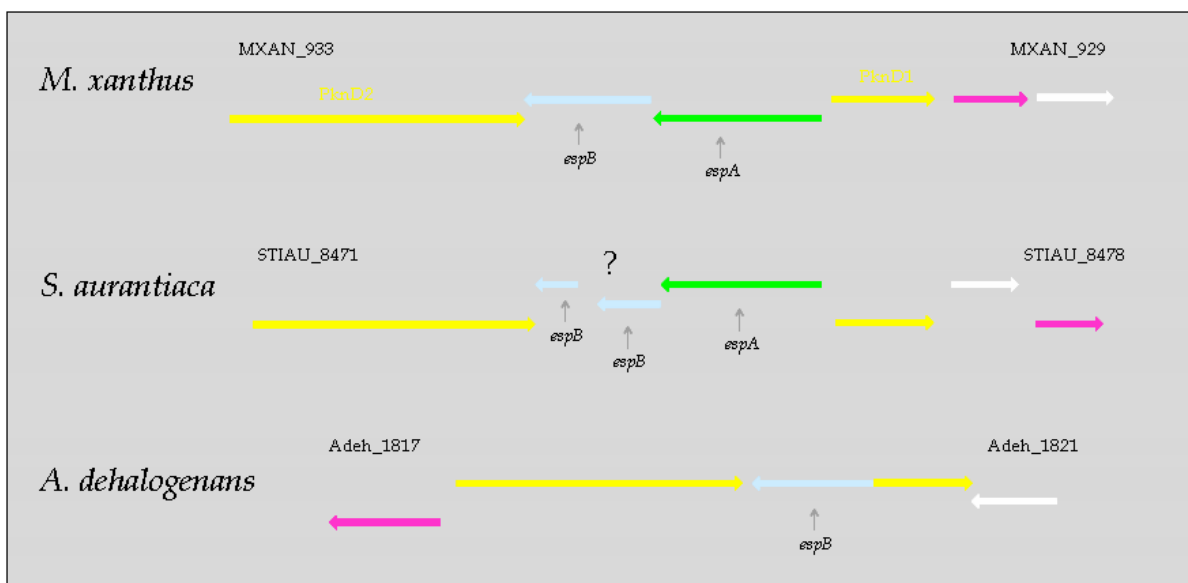 MXAN_933
MXAN_929
M. xanthus
PknD2
PknD1
espB
espA
STIAU_8471
?
STIAU_8478
S. aurantiaca
espB
espA
espB
Adeh_1817
Adeh_1821
A. dehalogenans
espB